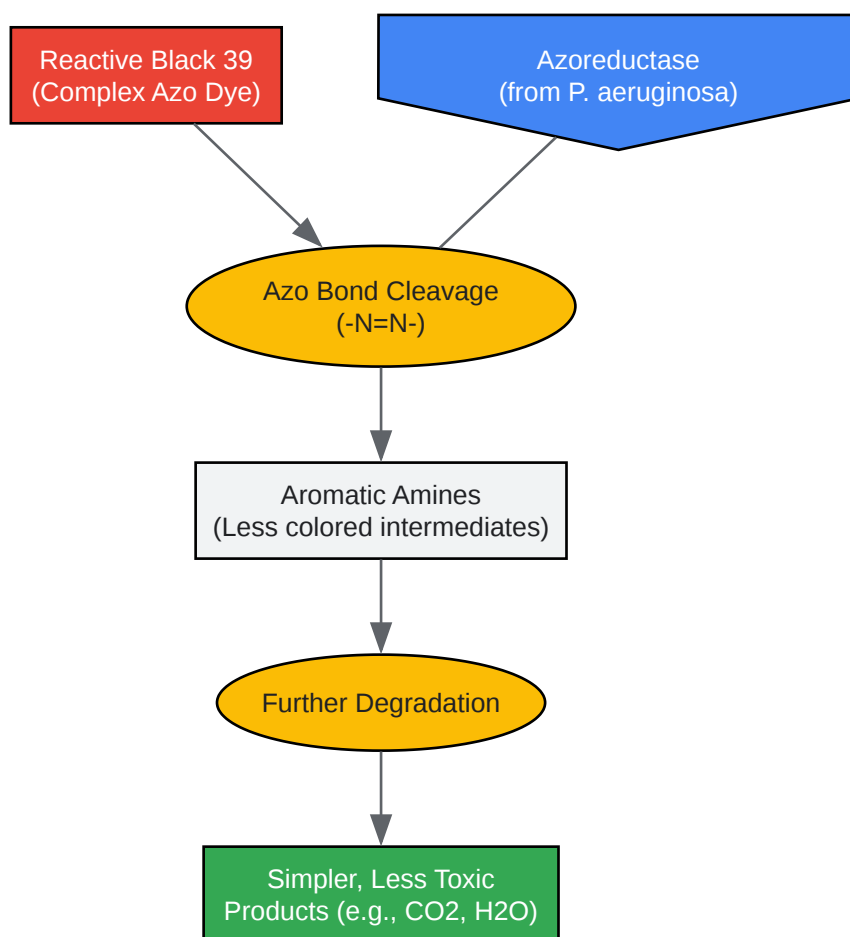 Reactive Black 39
(Complex Azo Dye)
Azoreductase
(from P. aeruginosa)
Azo Bond Cleavage
(-N=N-)
Aromatic Amines
(Less colored intermediates)
Further Degradation
Simpler, Less Toxic
Products (e.g., CO2, H2O)